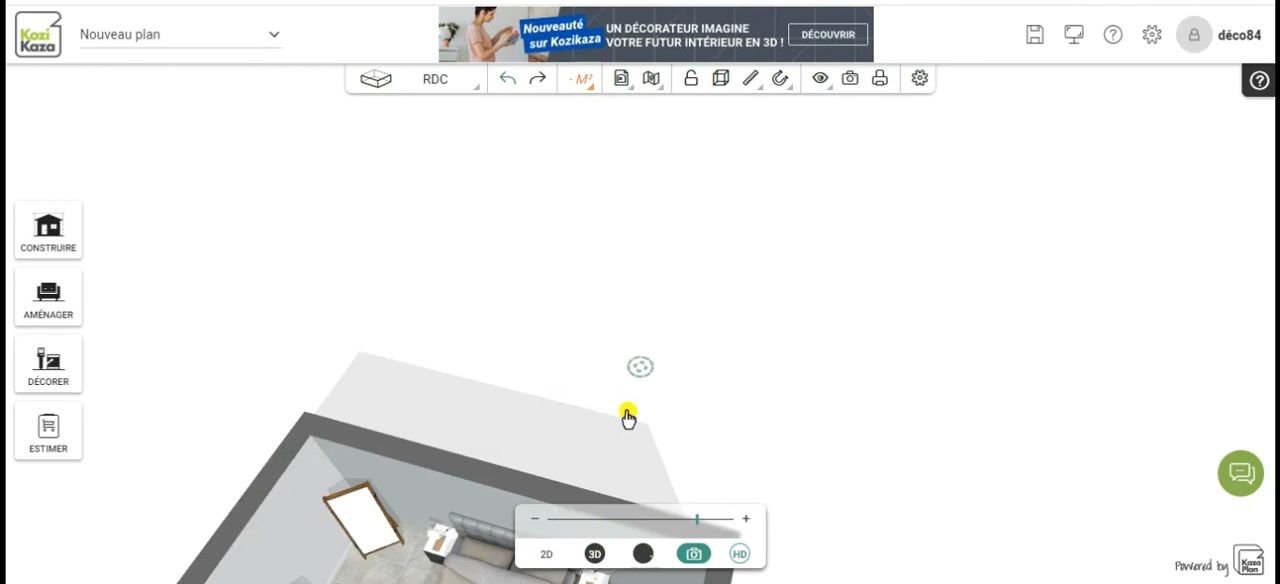 Kozi
Kaza
Nouveau plan
Nouveauté
sur Kozikaza
UN DÉCORATEUR IMAGINE
VOTRE FUTUR INTÉRIEUR EN 3D !
DÉCOUVRIR
déco84
RDC
- M²
CONSTRUIRE
AMÉNAGER
DÉCORER
ESTIMER
2D
3D
HD
Powered by
Kaza
Plan